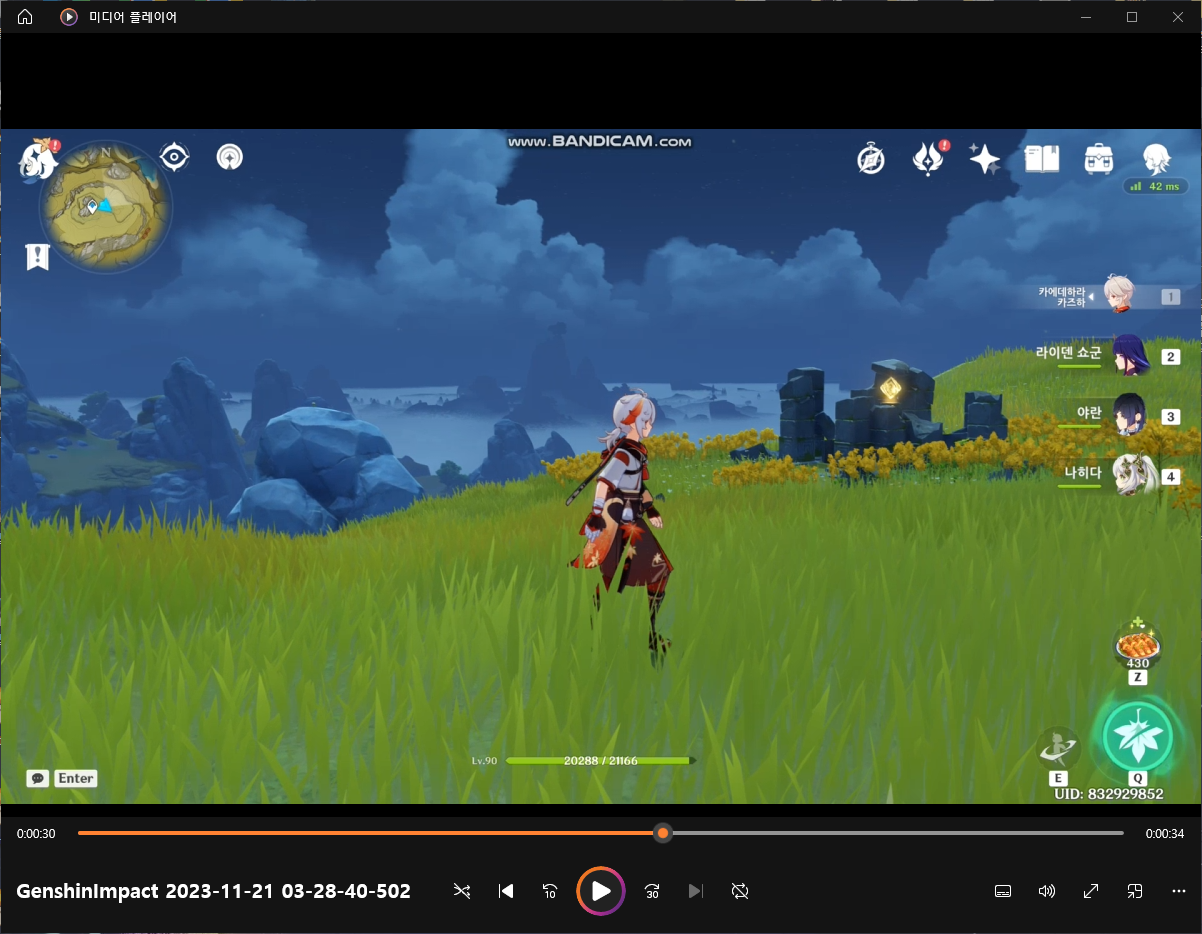 미디어 플레이어
www.BANDICAM.com
N
42 ms
카에데하라
카즈하
1
라이덴 쇼군
2
야란
3
나히다
4
430
Z
Lv.90
20288 / 21166
Enter
E
Q
UID: 832929852
0:00:30
0:00:34
GenshinImpact 2023-11-21 03-28-40-502
10
30